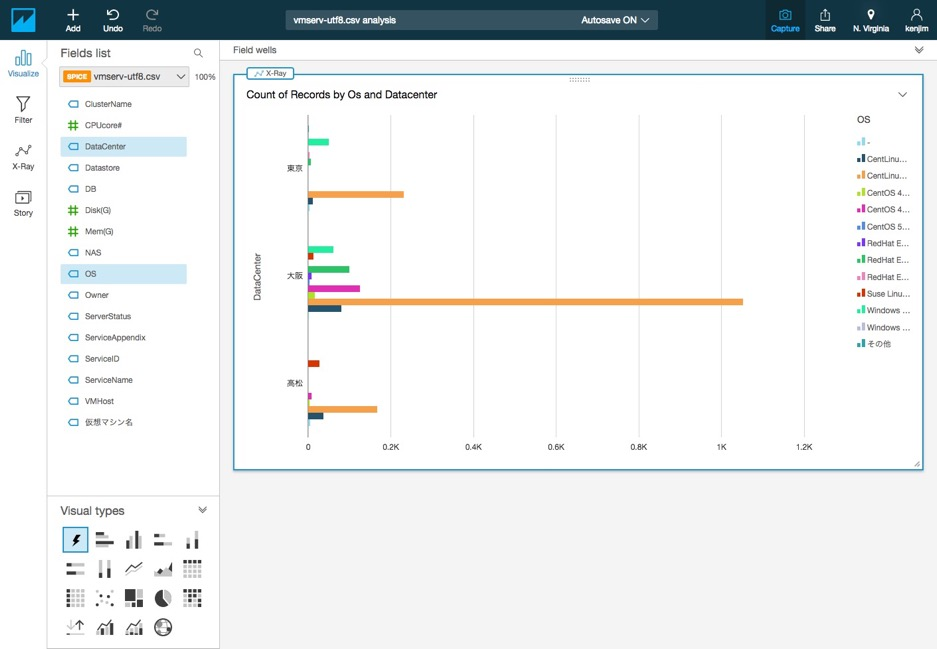 Add
Undo
Redo
vmserv-utf8.csv analysis
Autosave ON
Capture
Share
N. Virginia
kenjim
Visualize
Filter
X-Ray
Story
Fields list
SPICE vmserv-utf8.csv 100%
ClusterName
CPUcore#
DataCenter
Datastore
DB
Disk(G)
Mem(G)
NAS
OS
Owner
ServerStatus
ServiceAppendix
ServiceID
ServiceName
VMHost
仮想マシン名
Visual types
Field wells
X-Ray
Count of Records by Os and Datacenter
DataCenter
東京
大阪
高松
0 0.2K 0.4K 0.6K 0.8K 1K 1.2K
OS
-
CentLinu...
CentLinu...
CentOS 4...
CentOS 4...
CentOS 5...
RedHat E...
RedHat E...
RedHat E...
Suse Linu...
Windows ...
Windows ...
その他